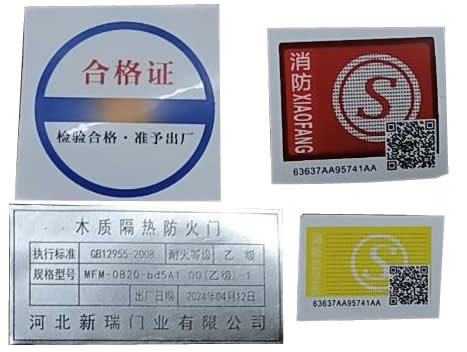 合格证
检验合格·准予出厂
消防
XIAOFANG
S
63637AA95741AA
木质隔热防火门
执行标准 GB12955-2008 耐火等级 乙 级
规格型号 MFM-0820-bd5A1.00(乙级)-1
出厂日期 2024年04月12日
河北新瑞门业有限公司
消防
S
63637AA95741AA